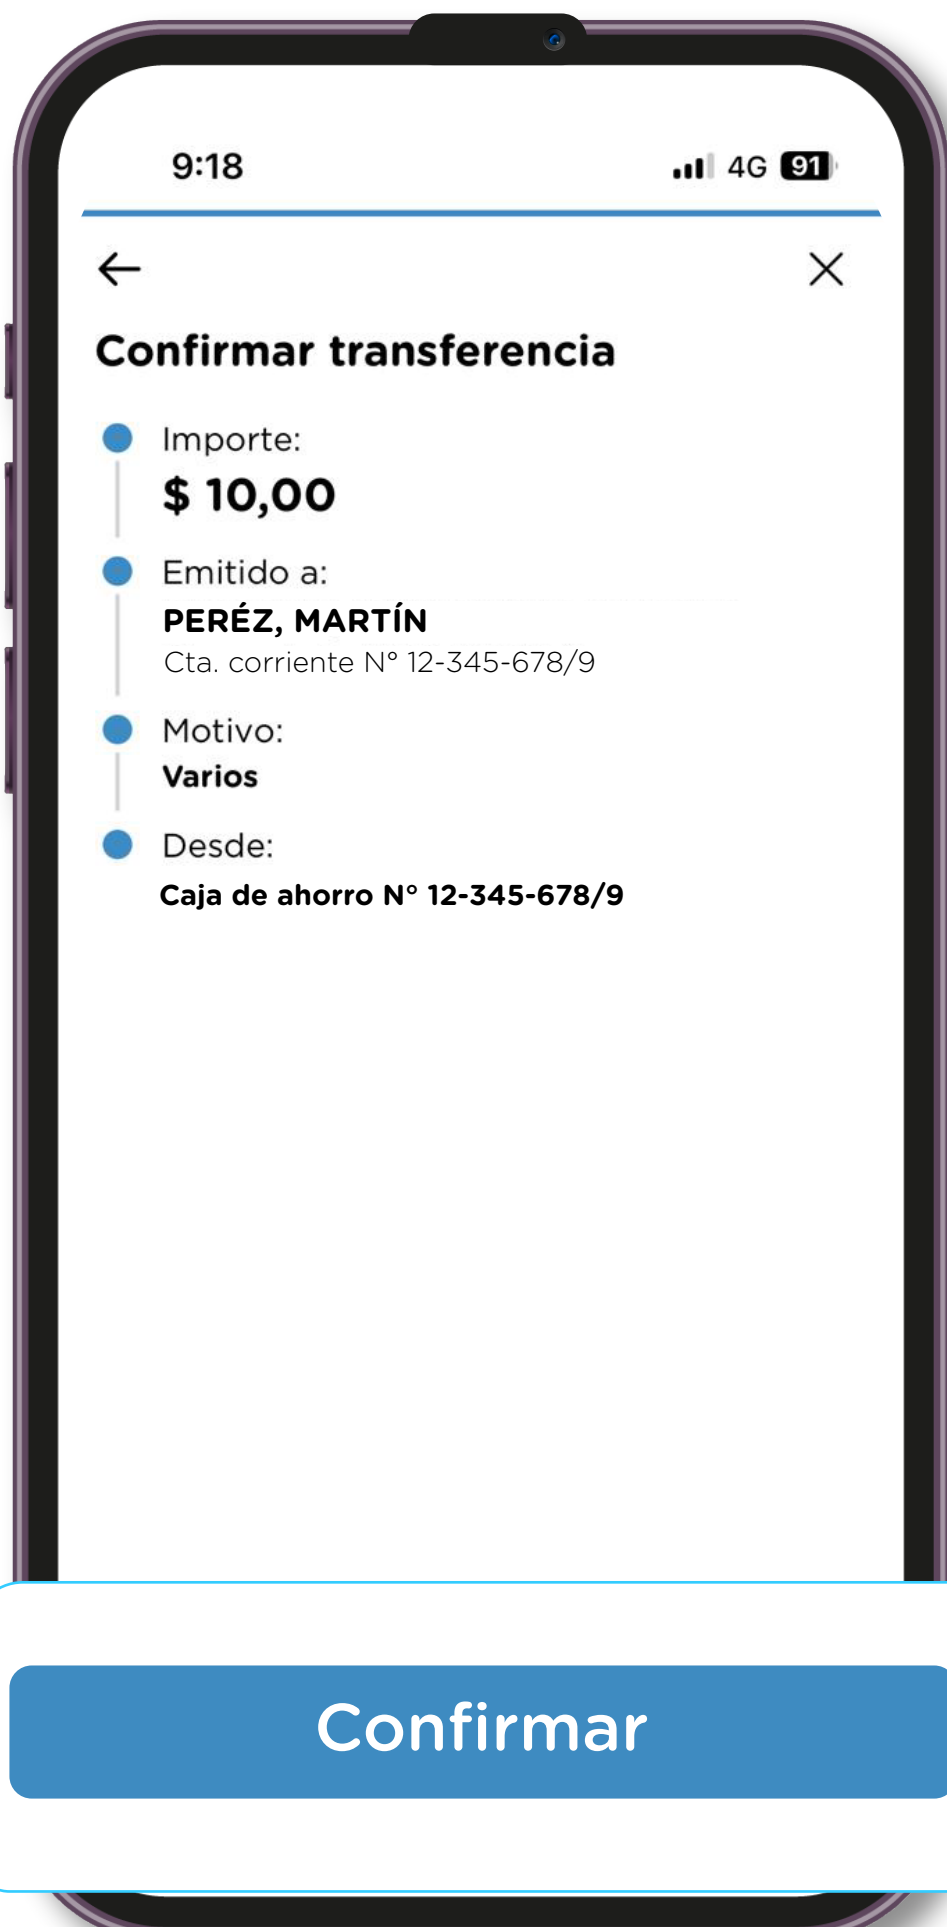 9:18 4G 91
Confirmar transferencia
Importe:
$ 10,00
Emitido a:
PERÉZ, MARTÍN
Cta. corriente N° 12-345-678/9
Motivo:
Varios
Desde:
Caja de ahorro N° 12-345-678/9
Confirmar